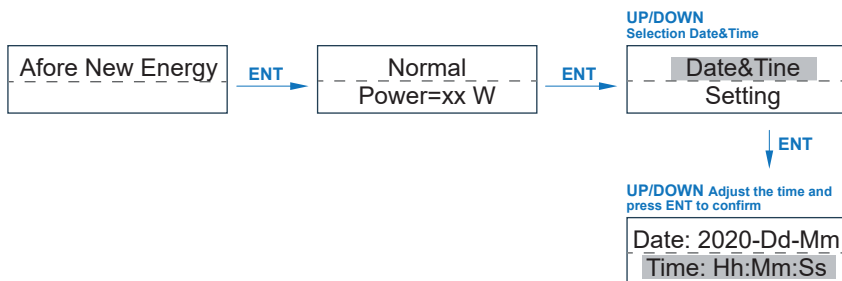 UP/DOWN
Selection Date&Time
Afore New Energy
ENT
Normal
Power=xx W
ENT
Date&Tine
Setting
ENT
UP/DOWN Adjust the time and
press ENT to confirm
Date: 2020-Dd-Mm
Time: Hh:Mm:Ss